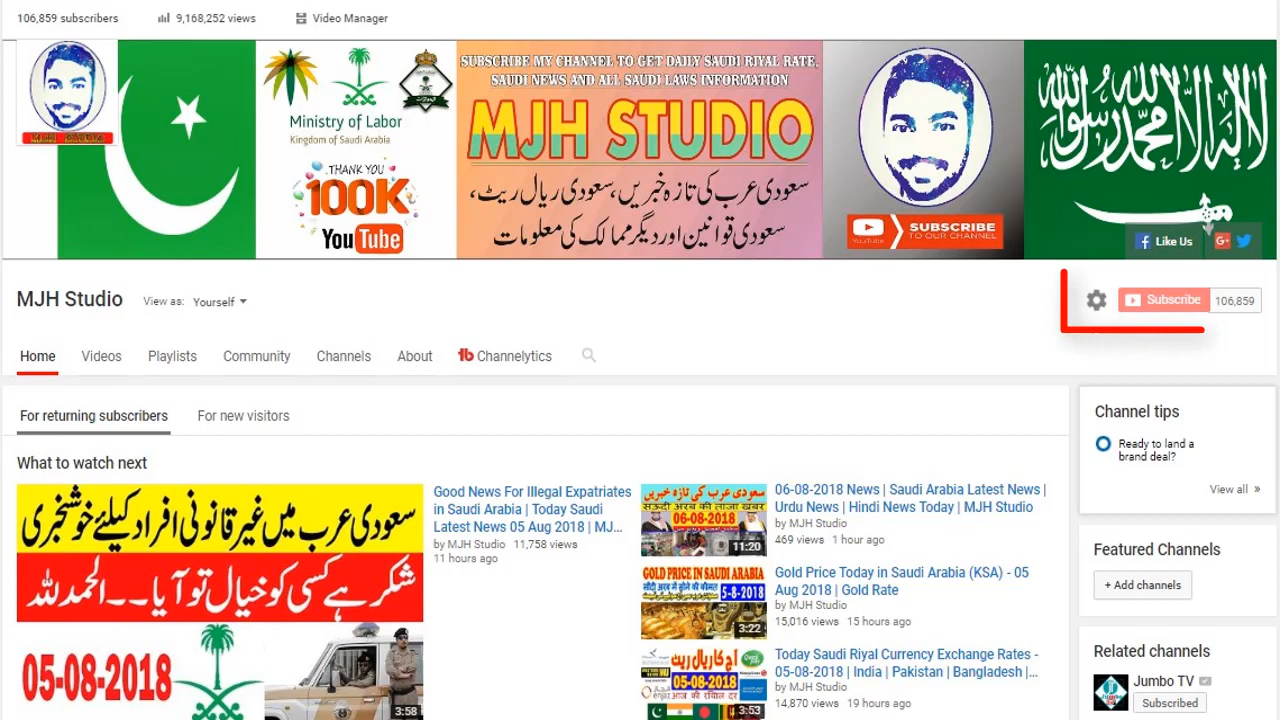 106,859 subscribers
9,168,252 views
Video Manager
MJH STUDIO
Ministry of Labor
Kingdom of Saudi Arabia
THANK YOU
100K
YouTube
SUBSCRIBE MY CHANNEL TO GET DAILY SAUDI RIYAL RATE,
SAUDI NEWS AND ALL SAUDI LAWS INFORMATION
MJH STUDIO
سعودی عرب کی تازہ خبریں، سعودی ریال ریٹ،
سعودی قوانین اور دیگر ممالک کی معلومات
YouTube
SUBSCRIBE
TO OUR CHANNEL
لا إله إلا الله محمد رسول الله
Like Us
G+
MJH Studio
View as: Yourself
Subscribe 106,859
Home
Videos
Playlists
Community
Channels
About
Channelytics
For returning subscribers
For new visitors
What to watch next
سعودی عرب میں غیر قانونی افراد کیلئے خوشخبری
شکر ہے کسی کو خیال تو آیا۔۔الحمدللہ
05-08-2018
3:58
Good News For Illegal Expatriates
in Saudi Arabia | Today Saudi
Latest News 05 Aug 2018 | MJ...
by MJH Studio 11,758 views
11 hours ago
سعودی عرب کی تازہ خبریں
सऊदी अरब की ताजा खबर
06-08-2018
11:20
06-08-2018 News | Saudi Arabia Latest News |
Urdu News | Hindi News Today | MJH Studio
by MJH Studio
469 views 1 hour ago
GOLD PRICE IN SAUDI ARABIA
5-8-2018
3:22
Gold Price Today in Saudi Arabia (KSA) - 05
Aug 2018 | Gold Rate
by MJH Studio
15,016 views 15 hours ago
آج کا ریال ریٹ
05-08-2018
3:53
Today Saudi Riyal Currency Exchange Rates -
05-08-2018 | India | Pakistan | Bangladesh |...
by MJH Studio
14,870 views 19 hours ago
Channel tips
Ready to land a
brand deal?
View all »
Featured Channels
+ Add channels
Related channels
Jumbo TV
Subscribed